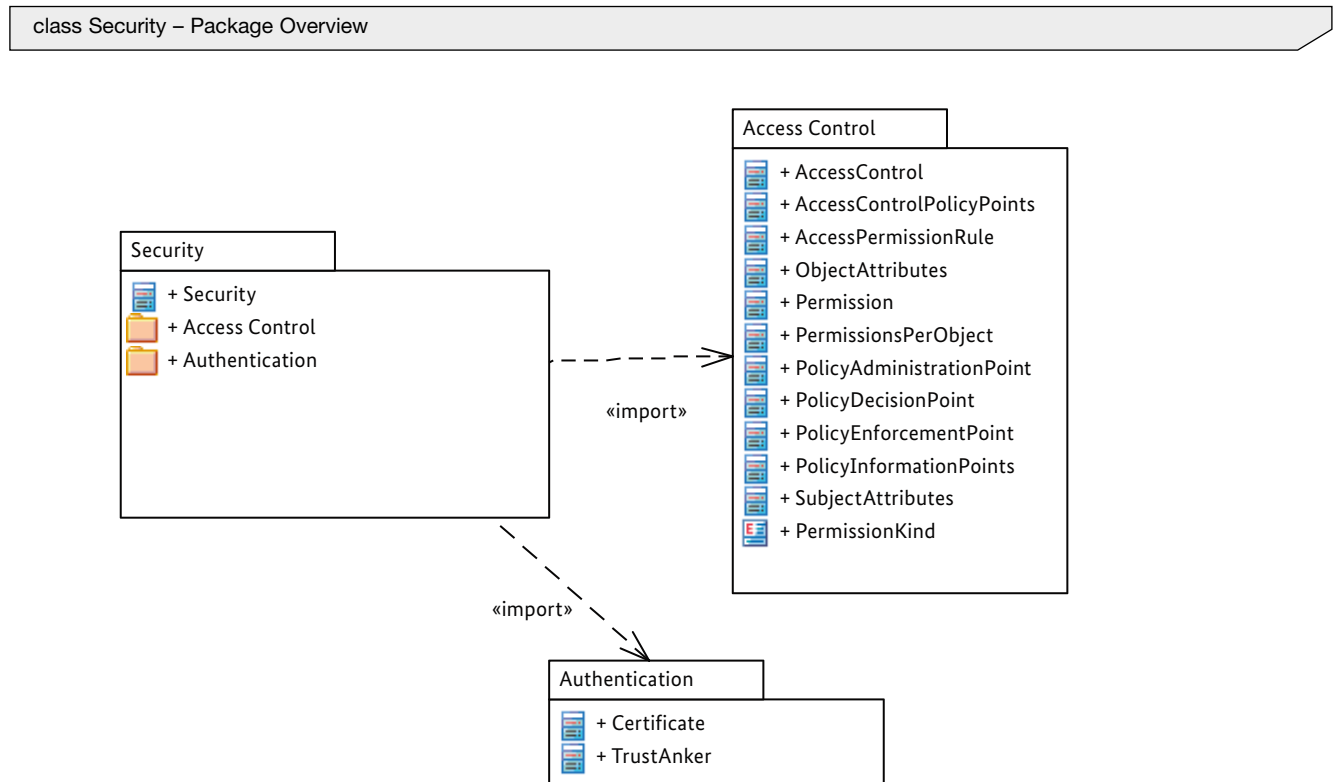 class Security – Package Overview
Access Control
+ AccessControl
+ AccessControlPolicyPoints
+ AccessPermissionRule
+ ObjectAttributes
+ Permission
+ PermissionsPerObject
+ PolicyAdministrationPoint
+ PolicyDecisionPoint
+ PolicyEnforcementPoint
+ PolicyInformationPoints
+ SubjectAttributes
+ PermissionKind
Security
+ Security
+ Access Control
+ Authentication
«import»
«import»
Authentication
+ Certificate
+ TrustAnker